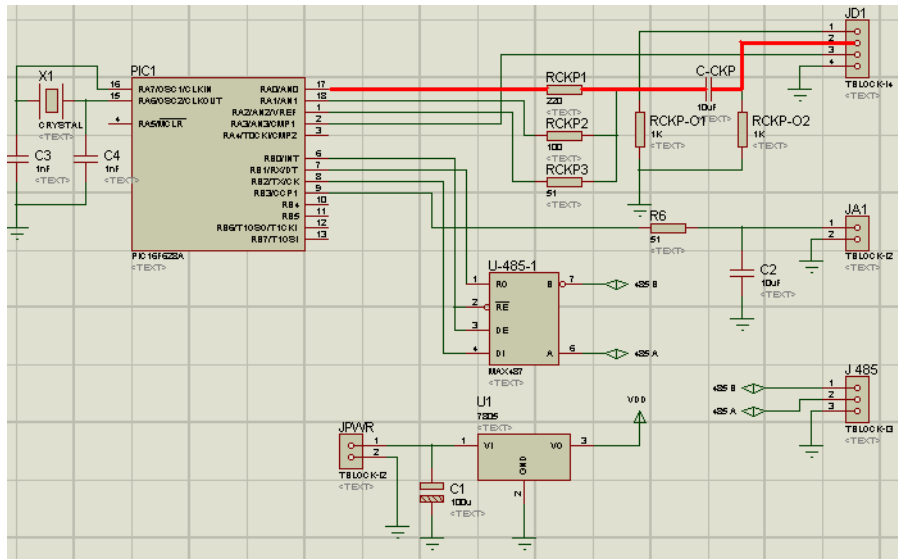 X1
CRYSTAL
<TEXT>
C3
1nF
<TEXT>
C4
1nF
<TEXT>
PIC1
16 RA7/OSC1/CLKIN RA0/AN0 17
15 RA6/OSC2/CLKOUT RA1/AN1 18
RA2/AN2/VREF 1
4 RA5/MCLR RA3/AN3/CMP1 2
RA4/T0CKI/CMP2 3
RB0/INT 6
RB1/RX/DT 7
RB2/TX/CK 8
RB3/CCP1 9
RB4 10
RB5 11
RB6/T1OSO/T1CKI 12
RB7/T1OSI 13
PIC16F628A
<TEXT>
RCKP1
220
RCKP2
100
<TEXT>
RCKP3
51
<TEXT>
C-CKP
10uF
<TEXT>
RCKP-O1
1K
<TEXT>
RCKP-O2
1K
<TEXT>
JD1
1
2
3
4
TBLOCK-I4
<TEXT>
R6
51
<TEXT>
C2
10uF
<TEXT>
JA1
1
2
TBLOCK-I2
<TEXT>
U-485-1
1 RO B 7
2 RE
3 DE
4 DI A 6
MAX487
<TEXT>
485 B
485 A
J 485
485 B 1
485 A 2
3
TBLOCK-I3
<TEXT>
JPWR
1
2
TBLOCK-I2
<TEXT>
C1
100u
<TEXT>
U1
7805
<TEXT>
1 VI VO 3
GND
2
VDD